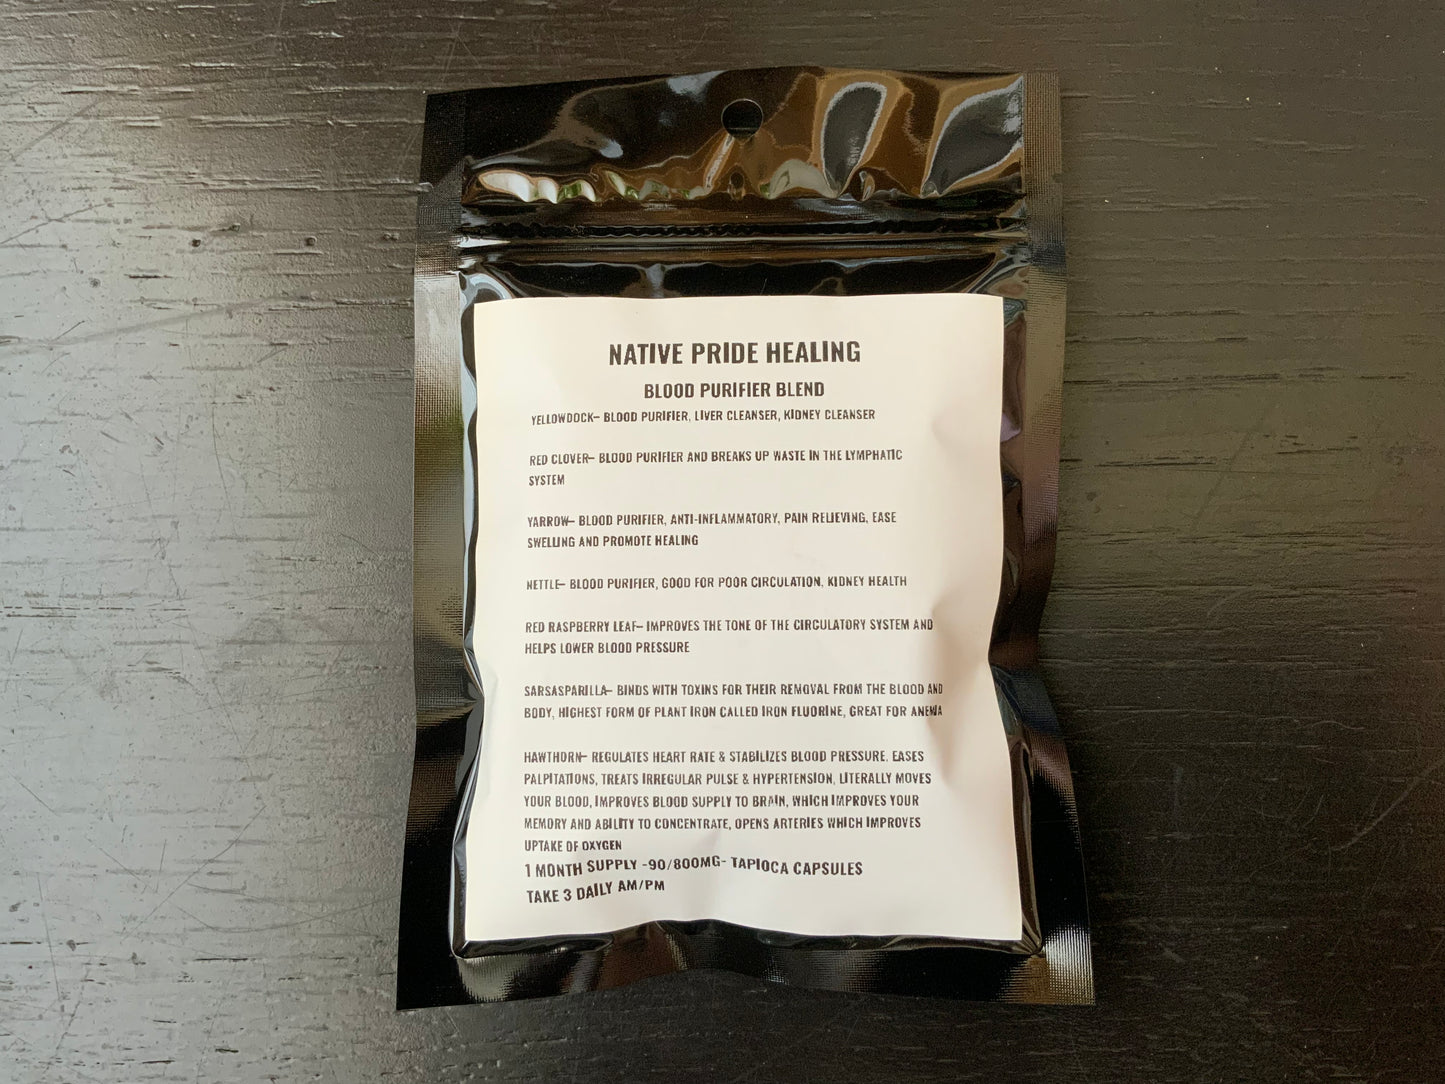 NATIVE PRIDE HEALING
BLOOD PURIFIER BLEND
YELLOWDOCK- BLOOD PURIFIER, LIVER CLEANSER, KIDNEY CLEANSER
RED CLOVER- BLOOD PURIFIER AND BREAKS UP WASTE IN THE LYMPHATIC
SYSTEM
YARROW- BLOOD PURIFIER, ANTI-INFLAMMATORY, PAIN RELIEVING, EASE
SWELLING AND PROMOTE HEALING
NETTLE- BLOOD PURIFIER, GOOD FOR POOR CIRCULATION, KIDNEY HEALTH
RED RASPBERRY LEAF- IMPROVES THE TONE OF THE CIRCULATORY SYSTEM AND
HELPS LOWER BLOOD PRESSURE
SARSASPARILLA- BINDS WITH TOXINS FOR THEIR REMOVAL FROM THE BLOOD AND
BODY, HIGHEST FORM OF PLANT IRON CALLED IRON FLUORINE, GREAT FOR ANEMIA
HAWTHORN- REGULATES HEART RATE & STABILIZES BLOOD PRESSURE. EASES
PALPITATIONS, TREATS IRREGULAR PULSE & HYPERTENSION, LITERALLY MOVES
YOUR BLOOD, IMPROVES BLOOD SUPPLY TO BRAIN, WHICH IMPROVES YOUR
MEMORY AND ABILITY TO CONCENTRATE, OPENS ARTERIES WHICH IMPROVES
UPTAKE OF OXYGEN
1 MONTH SUPPLY -90/800MG- TAPIOCA CAPSULES
TAKE 3 DAILY AM/PM